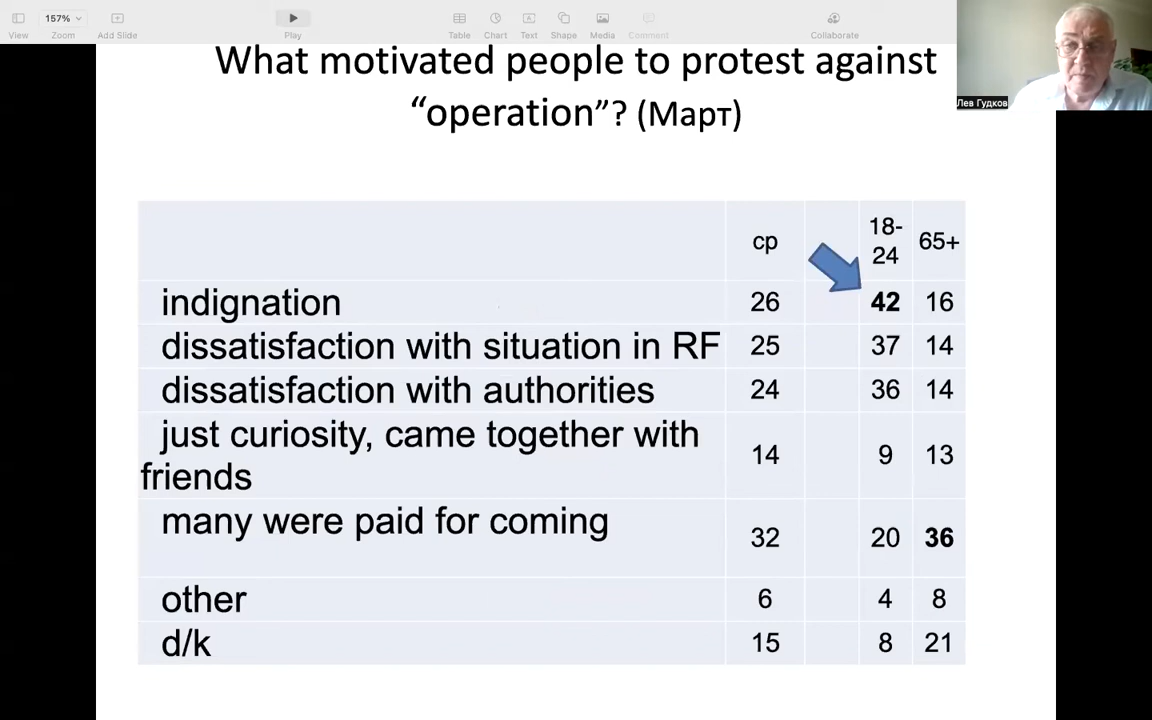 157%
View
Zoom
Add Slide
Play
Table
Chart
Text
Shape
Media
Comment
Collaborate
What motivated people to protest against
“operation”? (Март)
Лев Гудков
ср 18- 65+
24
indignation 26 42 16
dissatisfaction with situation in RF 25 37 14
dissatisfaction with authorities 24 36 14
just curiosity, came together with
friends 14 9 13
many were paid for coming 32 20 36
other 6 4 8
d/k 15 8 21